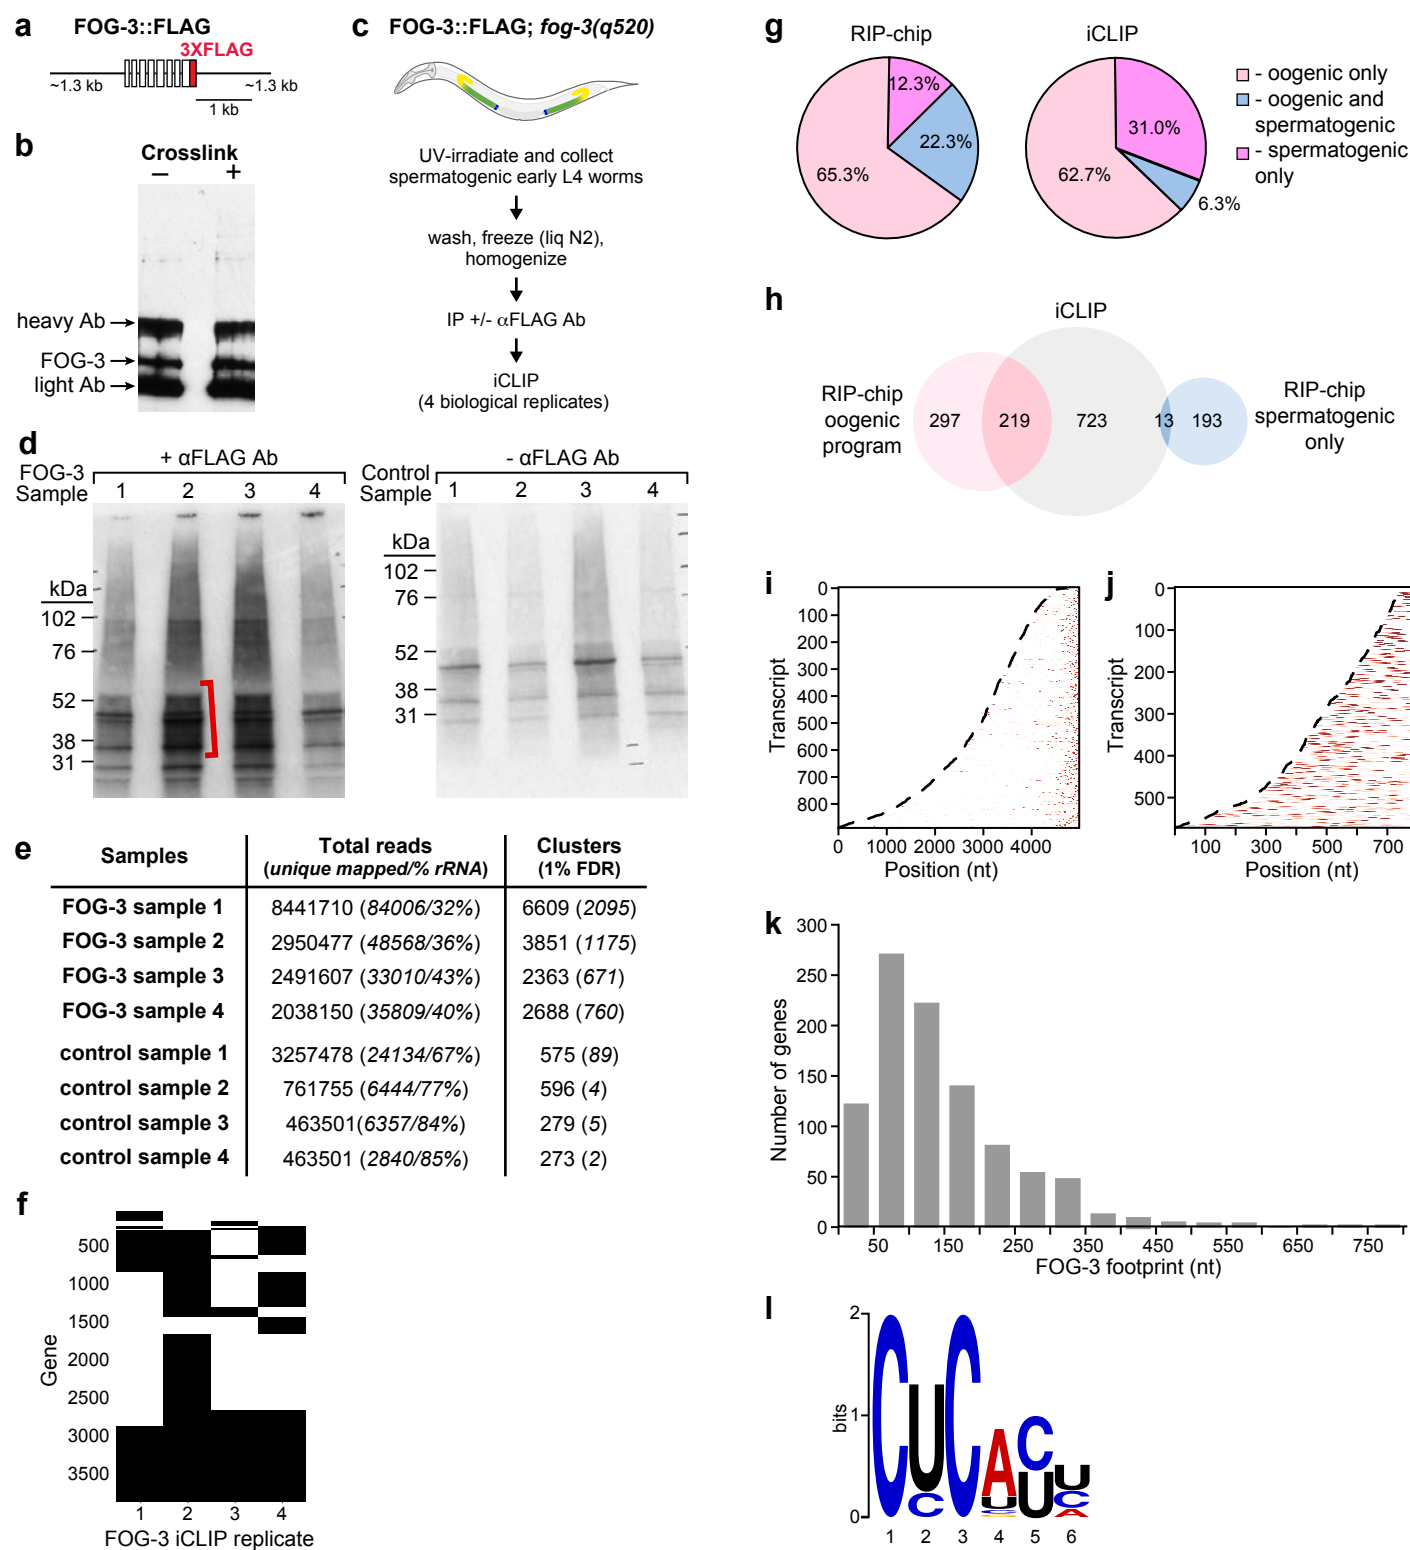 a
FOG-3::FLAG
3XFLAG
~1.3 kb
~1.3 kb
1 kb
b
Crosslink
– +
heavy Ab
FOG-3
light Ab
c
FOG-3::FLAG; fog-3(q520)
UV-irradiate and collect
spermatogenic early L4 worms
wash, freeze (liq N2),
homogenize
IP +/- αFLAG Ab
iCLIP
(4 biological replicates)
d
+ αFLAG Ab
FOG-3
Sample
1 2 3 4
kDa
102
76
52
38
31
- αFLAG Ab
Control
Sample
1 2 3 4
kDa
102
76
52
38
31
e
Samples Total reads Clusters
(unique mapped/% rRNA) (1% FDR)
FOG-3 sample 1 8441710 (84006/32%) 6609 (2095)
FOG-3 sample 2 2950477 (48568/36%) 3851 (1175)
FOG-3 sample 3 2491607 (33010/43%) 2363 (671)
FOG-3 sample 4 2038150 (35809/40%) 2688 (760)
control sample 1 3257478 (24134/67%) 575 (89)
control sample 2 761755 (6444/77%) 596 (4)
control sample 3 463501(6357/84%) 279 (5)
control sample 4 463501 (2840/85%) 273 (2)
f
500
1000
1500
2000
2500
3000
3500
Gene
1 2 3 4
FOG-3 iCLIP replicate
g
RIP-chip
12.3%
22.3%
65.3%
iCLIP
31.0%
62.7%
6.3%
- oogenic only
- oogenic and
spermatogenic
- spermatogenic
only
h
iCLIP
RIP-chip
oogenic
program
297 219 723 13 193
RIP-chip
spermatogenic
only
i
0
100
200
300
400
500
600
700
800
Transcript
0 1000 2000 3000 4000
Position (nt)
j
0
100
200
300
400
500
Transcript
100 300 500 700
Position (nt)
k
300
250
200
150
100
50
0
Number of genes
50 150 250 350 450 550 650 750
FOG-3 footprint (nt)
l
2
1
0
bits
C U C A C U
C U U C
C A
1 2 3 4 5 6